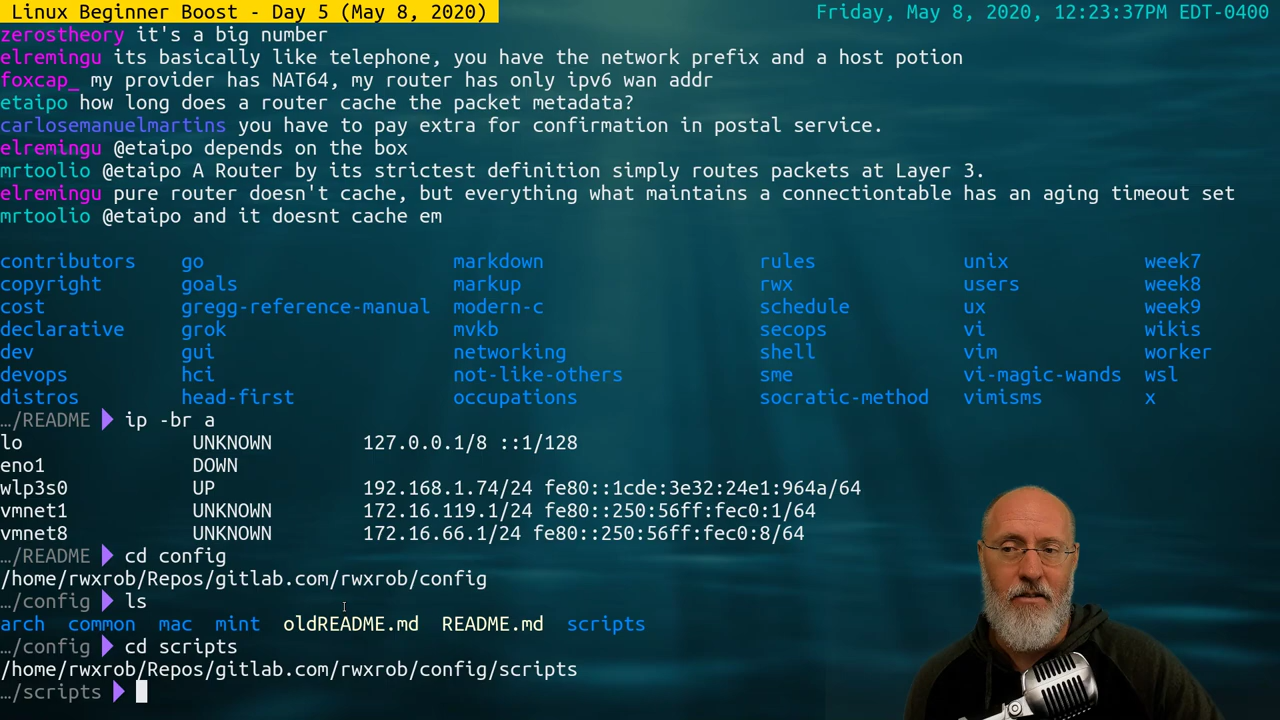 Linux Beginner Boost - Day 5 (May 8, 2020) Friday, May 8, 2020, 12:23:37PM EDT-0400
zerostheory it's a big number
elremingu its basically like telephone, you have the network prefix and a host potion
foxcap_ my provider has NAT64, my router has only ipv6 wan addr
etaipo how long does a router cache the packet metadata?
carlosemanuelmartins you have to pay extra for confirmation in postal service.
elremingu @etaipo depends on the box
mrtoolio @etaipo A Router by its strictest definition simply routes packets at Layer 3.
elremingu pure router doesn't cache, but everything what maintains a connectiontable has an aging timeout set
mrtoolio @etaipo and it doesnt cache em
contributors go markdown rules unix week7
copyright goals markup rwx users week8
cost gregg-reference-manual modern-c schedule ux week9
declarative grok mvkb secops vi wikis
dev gui networking shell vim worker
devops hci not-like-others sme vi-magic-wands wsl
distros head-first occupations socratic-method vimisms x
…/README ip -br a
lo UNKNOWN 127.0.0.1/8 ::1/128
eno1 DOWN
wlp3s0 UP 192.168.1.74/24 fe80::1cde:3e32:24e1:964a/64
vmnet1 UNKNOWN 172.16.119.1/24 fe80::250:56ff:fec0:1/64
vmnet8 UNKNOWN 172.16.66.1/24 fe80::250:56ff:fec0:8/64
…/README cd config
/home/rwxrob/Repos/gitlab.com/rwxrob/config
…/config ls
arch common mac mint oldREADME.md README.md scripts
…/config cd scripts
/home/rwxrob/Repos/gitlab.com/rwxrob/config/scripts
…/scripts